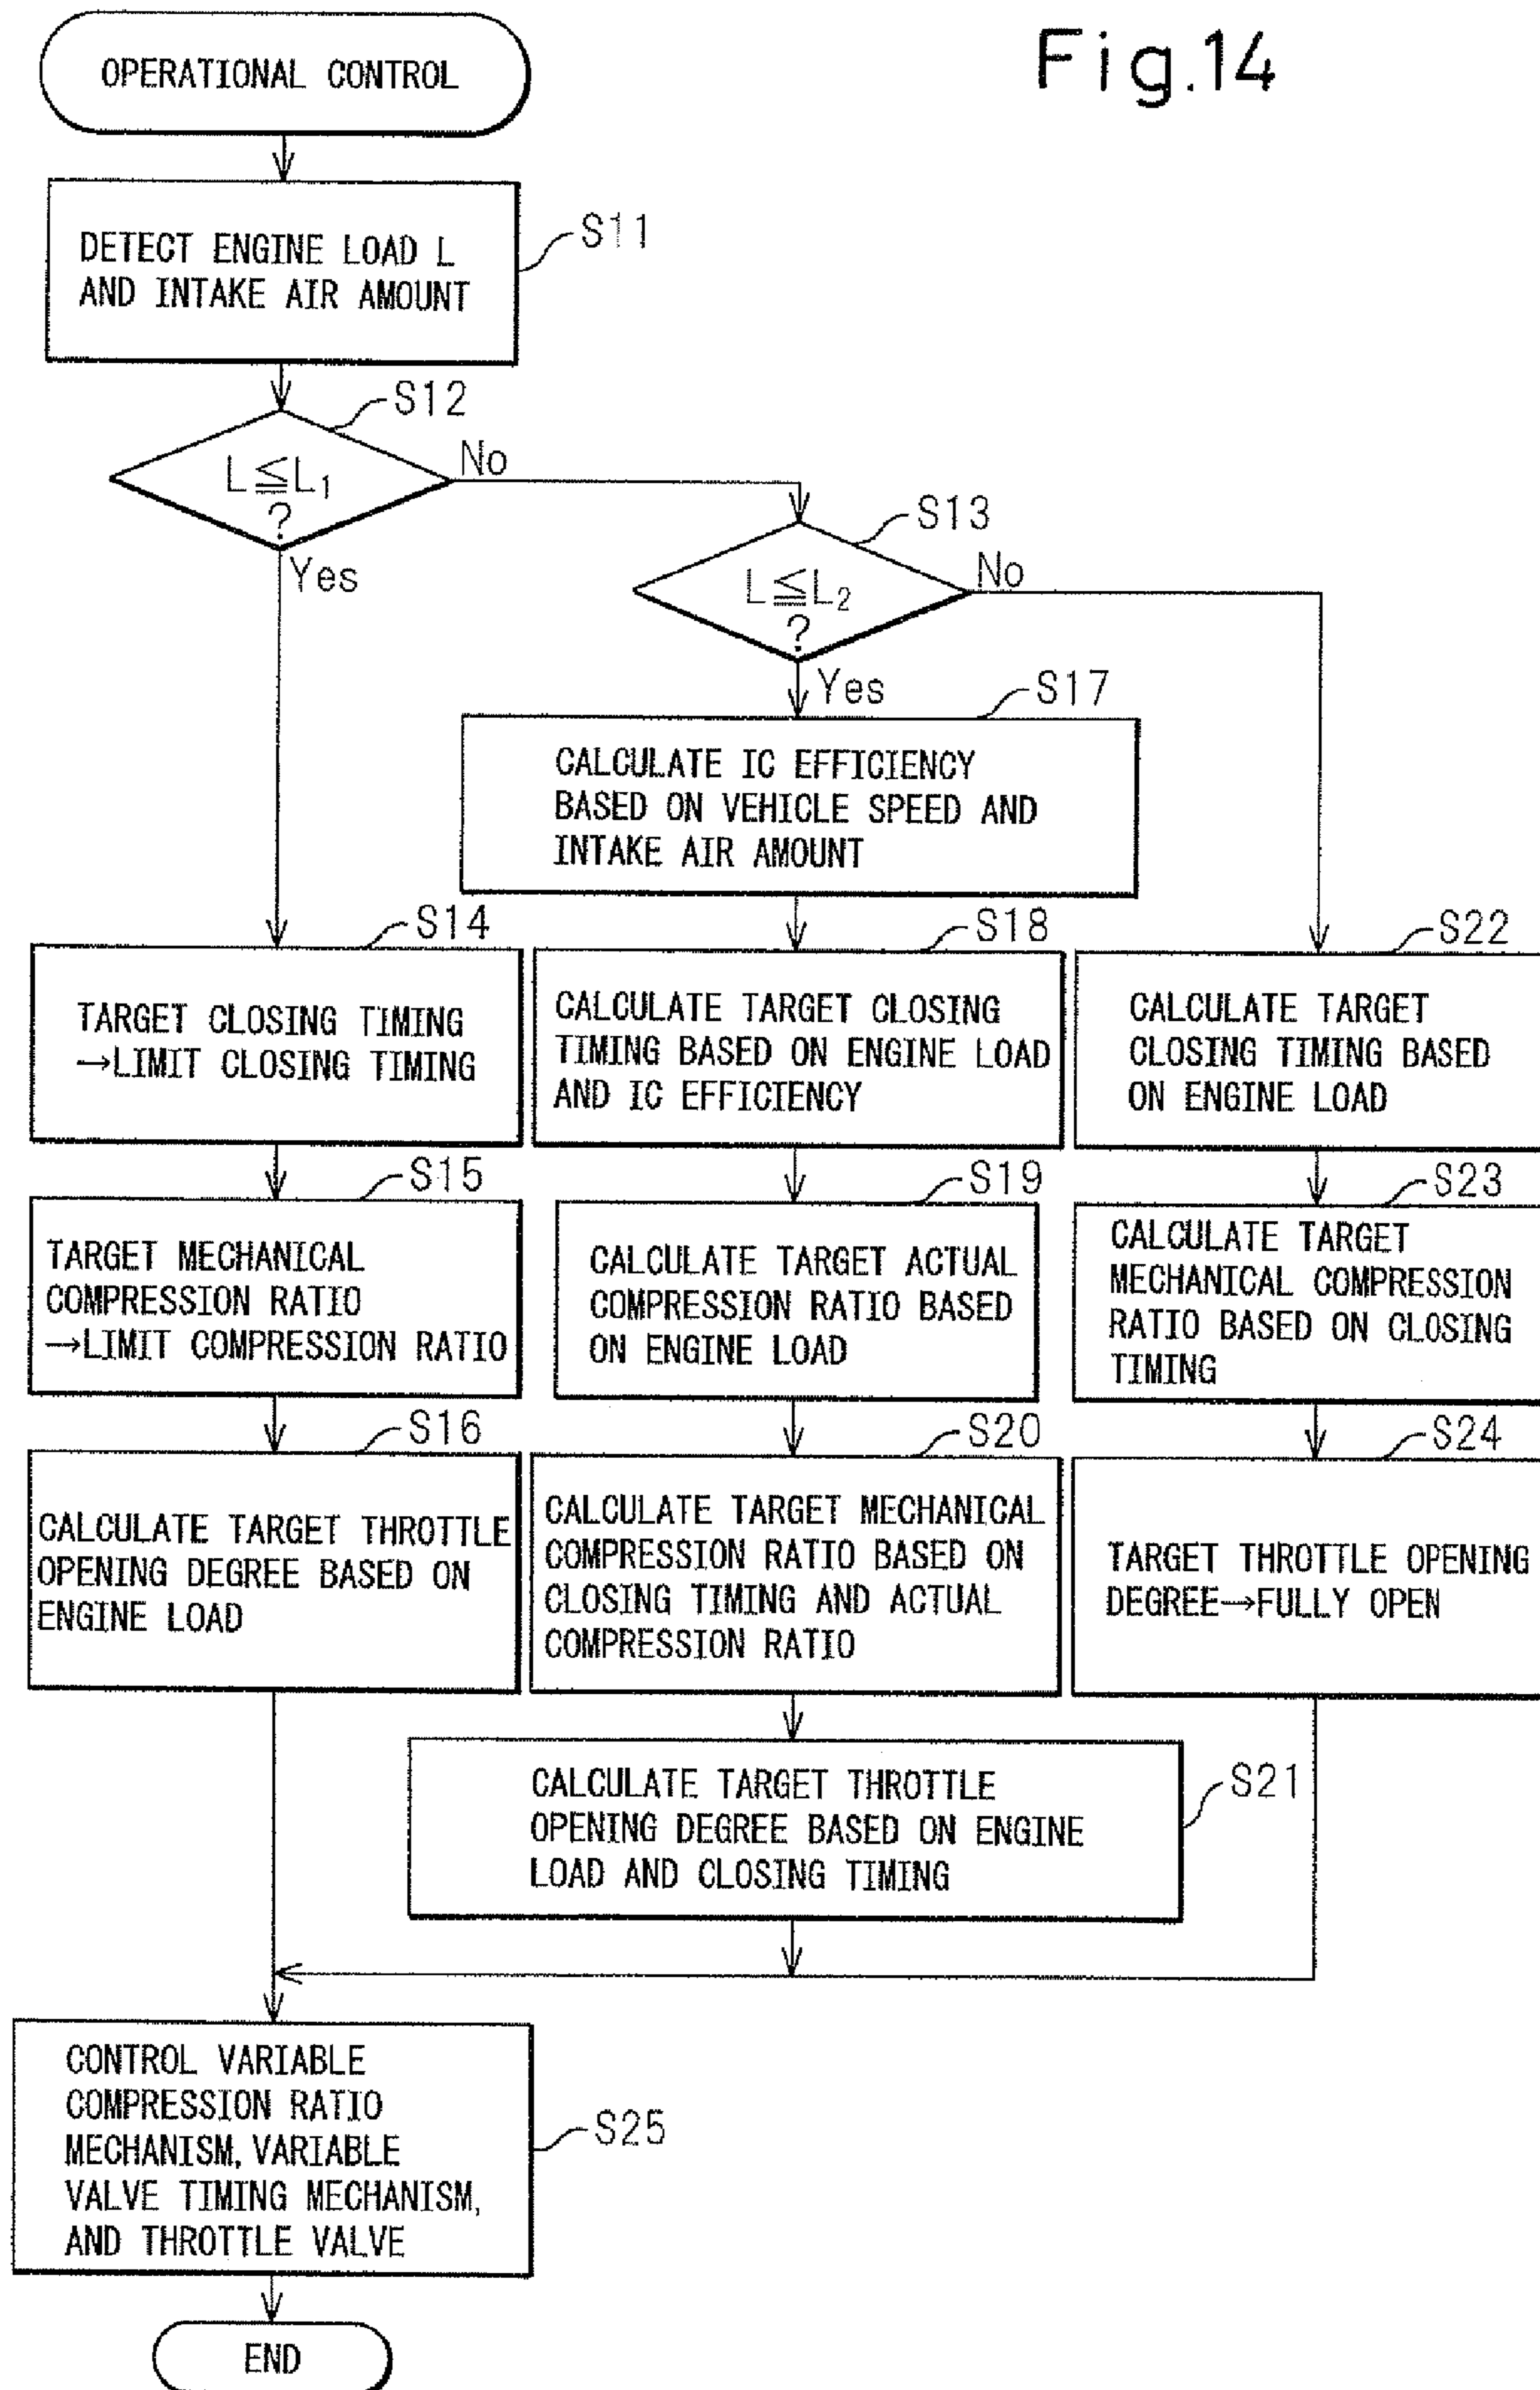 Fig.14
OPERATIONAL CONTROL
DETECT ENGINE LOAD L
AND INTAKE AIR AMOUNT
S11
S12
L≦L₁
?
No
Yes
S13
L≦L₂
?
No
Yes
S17
CALCULATE IC EFFICIENCY
BASED ON VEHICLE SPEED AND
INTAKE AIR AMOUNT
S14
TARGET CLOSING TIMING
→LIMIT CLOSING TIMING
S18
CALCULATE TARGET CLOSING
TIMING BASED ON ENGINE LOAD
AND IC EFFICIENCY
S22
CALCULATE TARGET
CLOSING TIMING BASED
ON ENGINE LOAD
S15
TARGET MECHANICAL
COMPRESSION RATIO
→LIMIT COMPRESSION RATIO
S19
CALCULATE TARGET ACTUAL
COMPRESSION RATIO BASED
ON ENGINE LOAD
S23
CALCULATE TARGET
MECHANICAL COMPRESSION
RATIO BASED ON CLOSING
TIMING
S16
CALCULATE TARGET THROTTLE
OPENING DEGREE BASED ON
ENGINE LOAD
S20
CALCULATE TARGET MECHANICAL
COMPRESSION RATIO BASED ON
CLOSING TIMING AND ACTUAL
COMPRESSION RATIO
S24
TARGET THROTTLE OPENING
DEGREE→FULLY OPEN
CALCULATE TARGET THROTTLE
OPENING DEGREE BASED ON ENGINE
LOAD AND CLOSING TIMING
S21
CONTROL VARIABLE
COMPRESSION RATIO
MECHANISM, VARIABLE
VALVE TIMING MECHANISM,
AND THROTTLE VALVE
S25
END